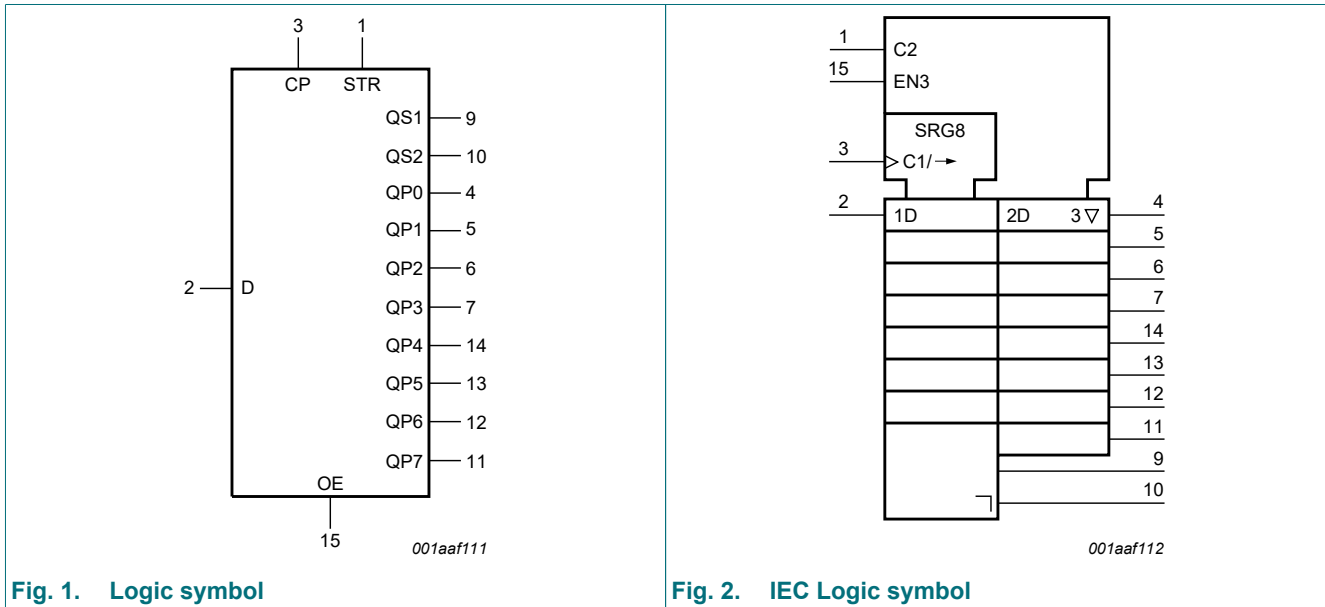 3 1
CP STR
QS1 9
QS2 10
QP0 4
QP1 5
QP2 6
2 D
QP3 7
QP4 14
QP5 13
QP6 12
QP7 11
OE
15
001aaf111
Fig. 1. Logic symbol
1 C2
15 EN3
SRG8
3 C1/→
2 1D 2D 3▽ 4
5
6
7
14
13
12
11
9
10
001aaf112
Fig. 2. IEC Logic symbol